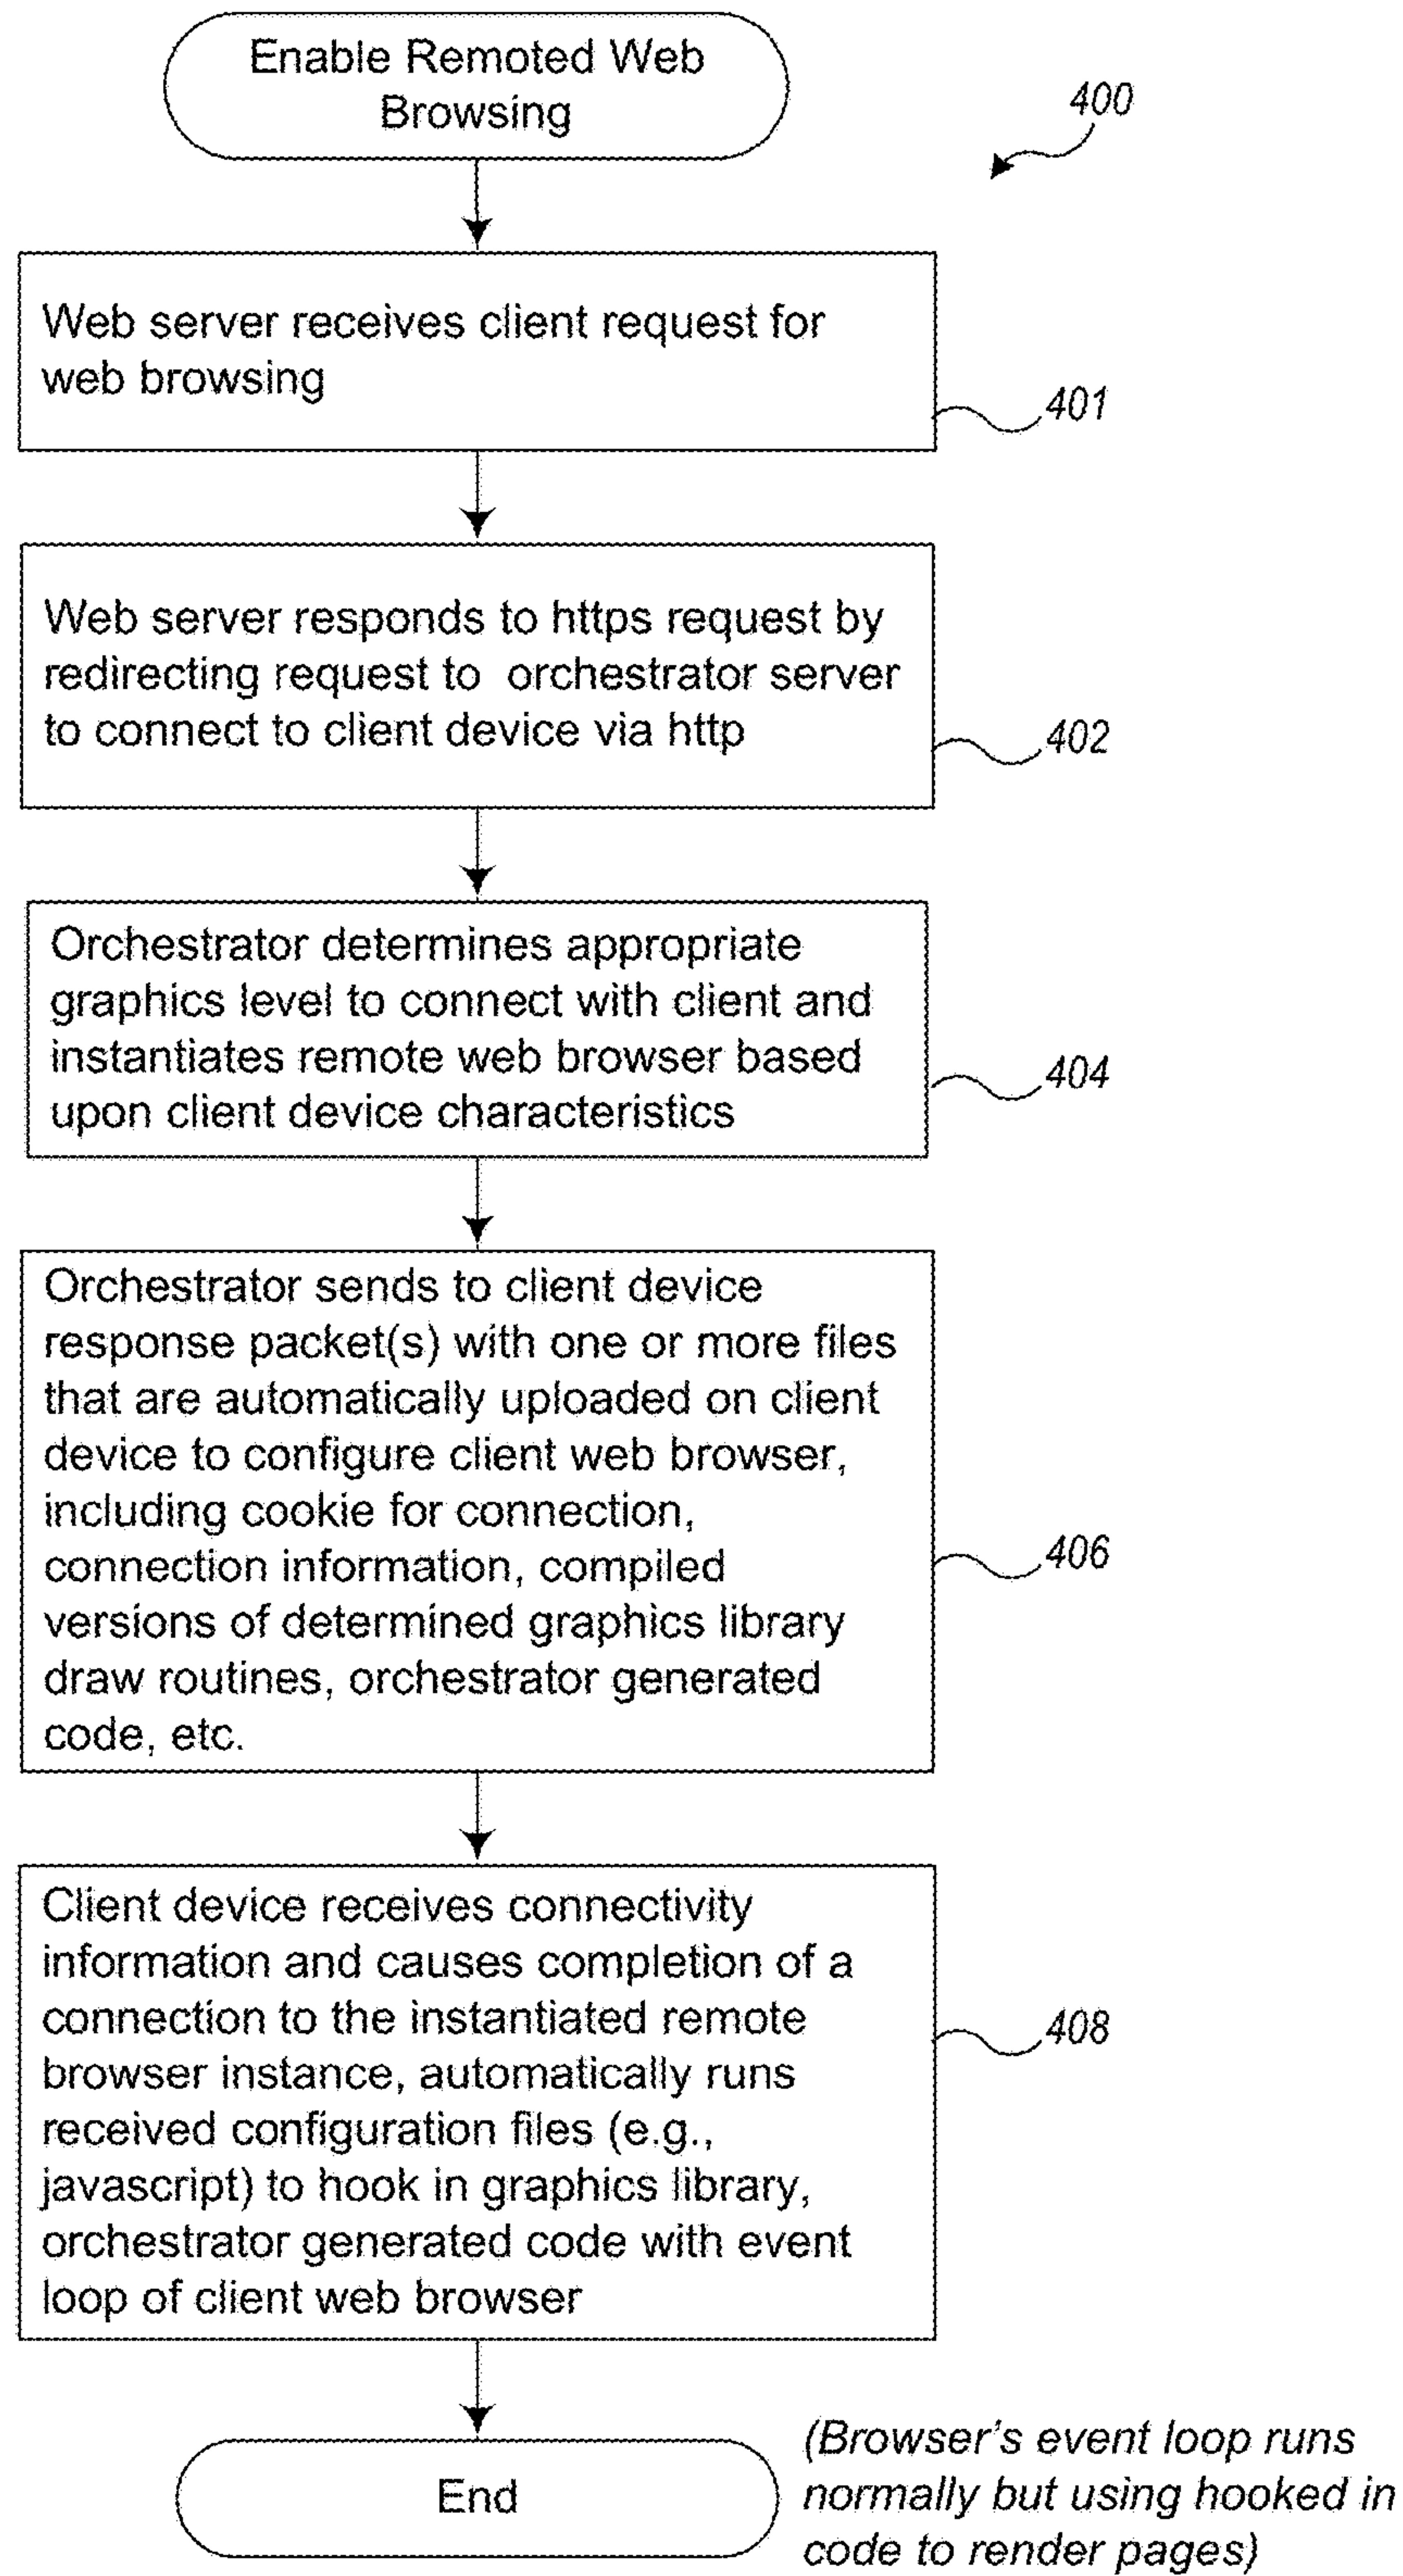 Enable Remoted Web
Browsing
400
Web server receives client request for
web browsing
401
Web server responds to https request by
redirecting request to orchestrator server
to connect to client device via http
402
Orchestrator determines appropriate
graphics level to connect with client and
instantiates remote web browser based
upon client device characteristics
404
Orchestrator sends to client device
response packet(s) with one or more files
that are automatically uploaded on client
device to configure client web browser,
including cookie for connection,
connection information, compiled
versions of determined graphics library
draw routines, orchestrator generated
code, etc.
406
Client device receives connectivity
information and causes completion of a
connection to the instantiated remote
browser instance, automatically runs
received configuration files (e.g.,
javascript) to hook in graphics library,
orchestrator generated code with event
loop of client web browser
408
End
(Browser's event loop runs
normally but using hooked in
code to render pages)